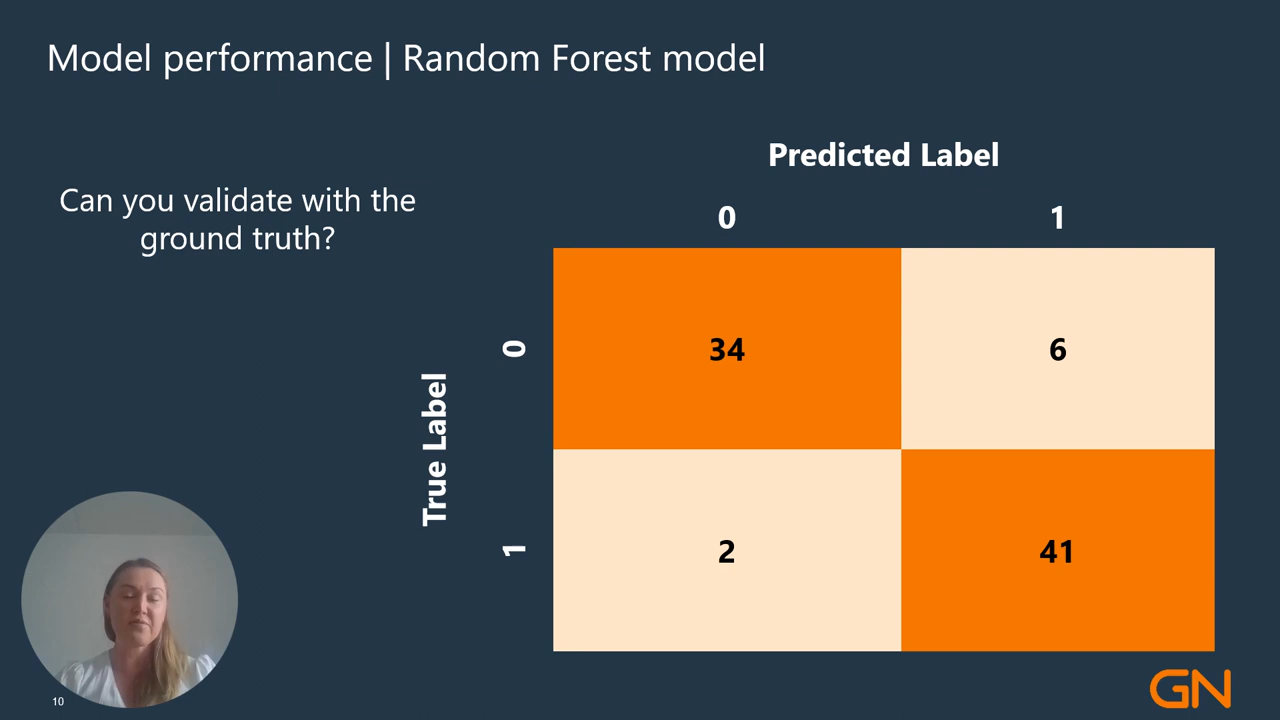 Model performance | Random Forest model
Can you validate with the
ground truth?
Predicted Label
0 1
True Label
0
34 6
1
2 41
10
GN